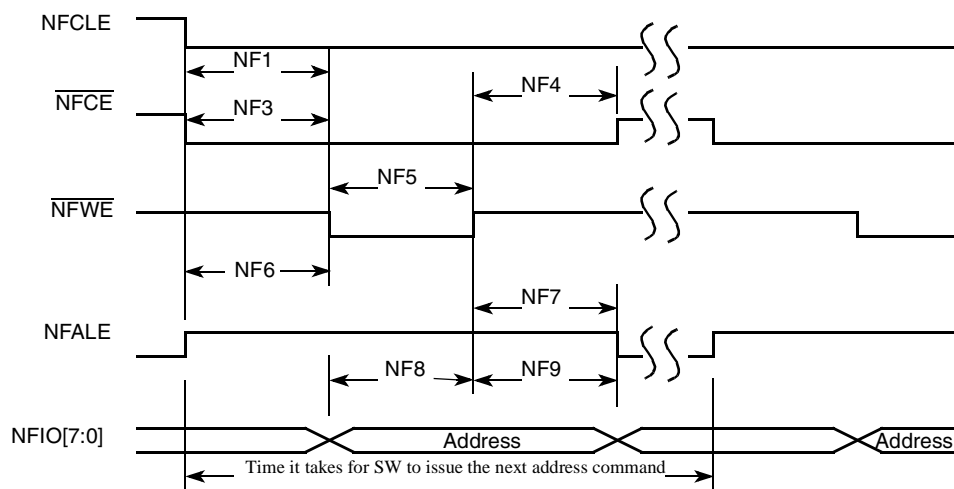 NFCLE
NF1
NFCE
NF3
NF4
NF5
NFWE
NF6
NF7
NFALE
NF8
NF9
NFIO[7:0]
Address
Address
Time it takes for SW to issue the next address command